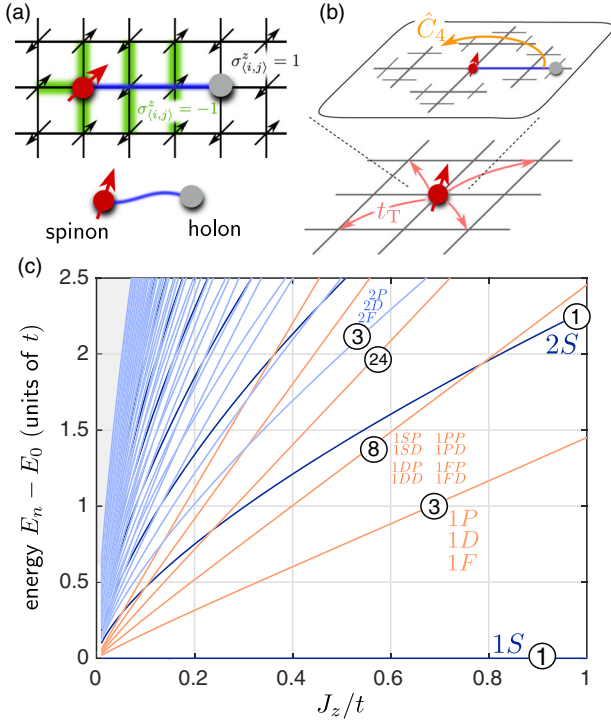 (a)
σ^z_⟨i,j⟩ = 1
σ^z_⟨i,j⟩ = −1
spinon
holon
(b)
Ĉ_4
t_T
(c)
energy E_n − E_0 (units of t)
2.5
2
1.5
1
0.5
0
2P
2D
2F
3
24
1
2S
8
1SP 1PP
1SD 1PD
1DP 1FP
1DD 1FD
3
1P
1D
1F
1S
1
0
0.2
0.4
0.6
0.8
1
J_z/t